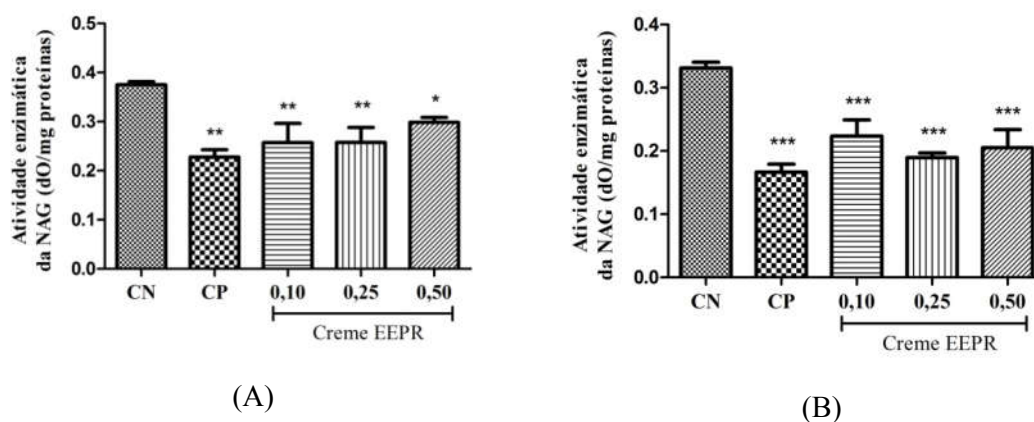 Atividade enzimática
da NAG (dO/mg proteínas)
0.5
0.4
0.3
0.2
0.1
0.0
**
**
**
*
CN
CP
0,10
0,25
0,50
Creme EEPR
(A)
Atividade enzimática
da NAG (dO/mg proteínas)
0.4
0.3
0.2
0.1
0.0
***
***
***
***
CN
CP
0,10
0,25
0,50
Creme EEPR
(B)